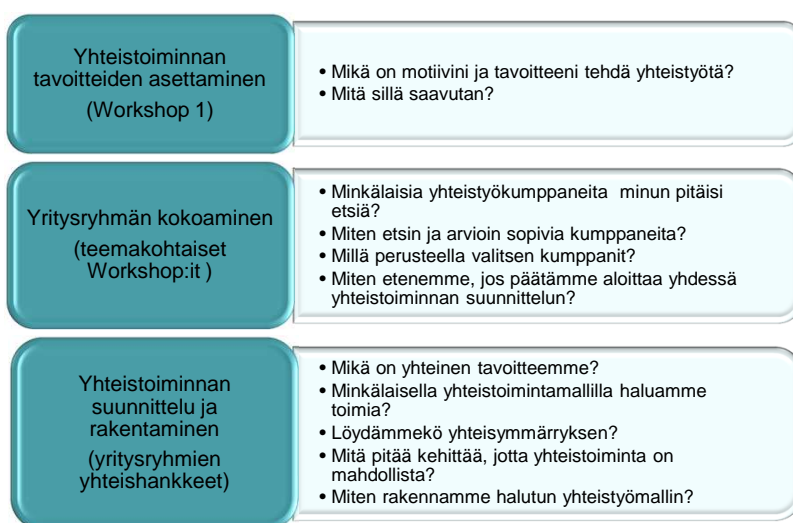 Yhteistoiminnan
tavoitteiden asettaminen
(Workshop 1)
• Mikä on motiivini ja tavoitteeni tehdä yhteistyötä?
• Mitä sillä saavutan?
Yritysryhmän kokoaminen
(teemakohtaiset
Workshop:it )
• Minkälaisia yhteistyökumppaneita minun pitäisi
etsiä?
• Miten etsin ja arvioin sopivia kumppaneita?
• Millä perusteella valitsen kumppanit?
• Miten etenemme, jos päätämme aloittaa yhdessä
yhteistoiminnan suunnittelun?
Yhteistoiminnan
suunnittelu ja
rakentaminen
(yritysryhmien
yhteishankkeet)
• Mikä on yhteinen tavoitteemme?
• Minkälaisella yhteistoimintamallilla haluamme
toimia?
• Löydämmekö yhteisymmärryksen?
• Mitä pitää kehittää, jotta yhteistoiminta on
mahdollista?
• Miten rakennamme halutun yhteistyömallin?